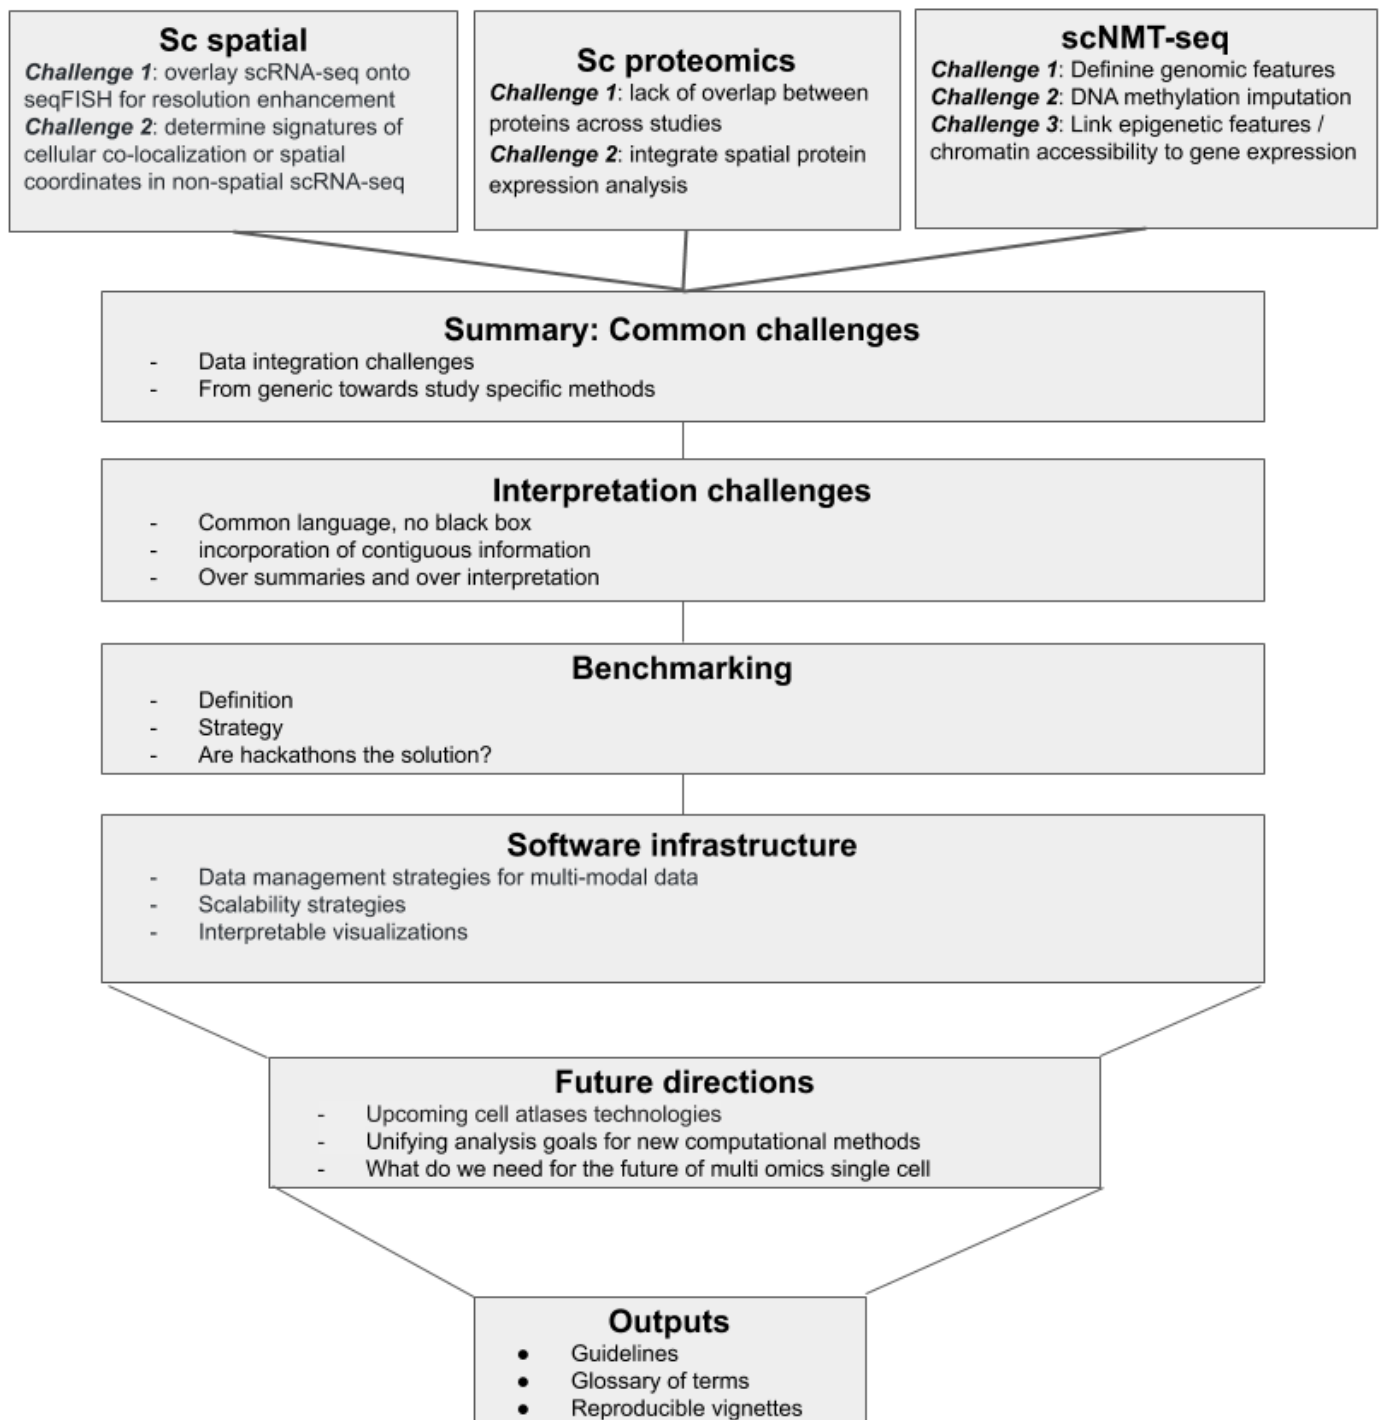 Sc spatial
Challenge 1: overlay scRNA-seq onto
seqFISH for resolution enhancement
Challenge 2: determine signatures of
cellular co-localization or spatial
coordinates in non-spatial scRNA-seq
Sc proteomics
Challenge 1: lack of overlap between
proteins across studies
Challenge 2: integrate spatial protein
expression analysis
scNMT-seq
Challenge 1: Definine genomic features
Challenge 2: DNA methylation imputation
Challenge 3: Link epigenetic features /
chromatin accessibility to gene expression
Summary: Common challenges
- Data integration challenges
- From generic towards study specific methods
Interpretation challenges
- Common language, no black box
- incorporation of contiguous information
- Over summaries and over interpretation
Benchmarking
- Definition
- Strategy
- Are hackathons the solution?
Software infrastructure
- Data management strategies for multi-modal data
- Scalability strategies
- Interpretable visualizations
Future directions
- Upcoming cell atlases technologies
- Unifying analysis goals for new computational methods
- What do we need for the future of multi omics single cell
Outputs
● Guidelines
● Glossary of terms
● Reproducible vignettes